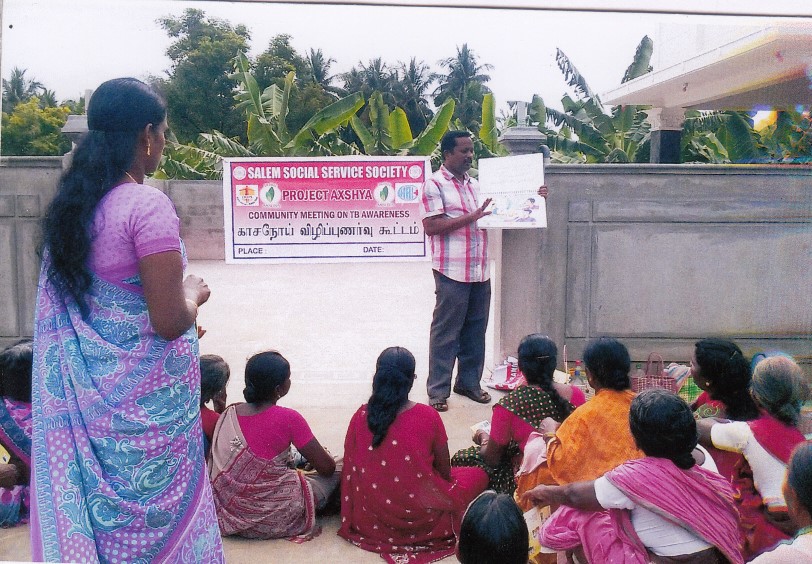 SALEM SOCIAL SERVICE SOCIETY
PROJECT AXSHYA
COMMUNITY MEETING ON TB AWARENESS
காசநோய் விழிப்புணர்வு கூட்டம்
PLACE : DATE: